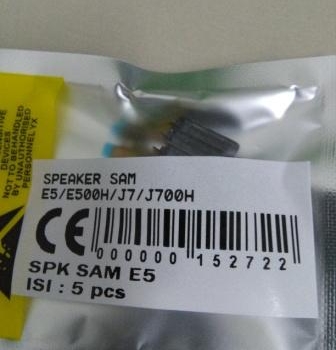 DEVICES
NOT TO BE HANDLED
BY UNAUTHORISED
PERSONNEL
SPEAKER SAM
E5/E500H/J7/J700H
CE
000000 152722
SPK SAM E5
ISI : 5 pcs